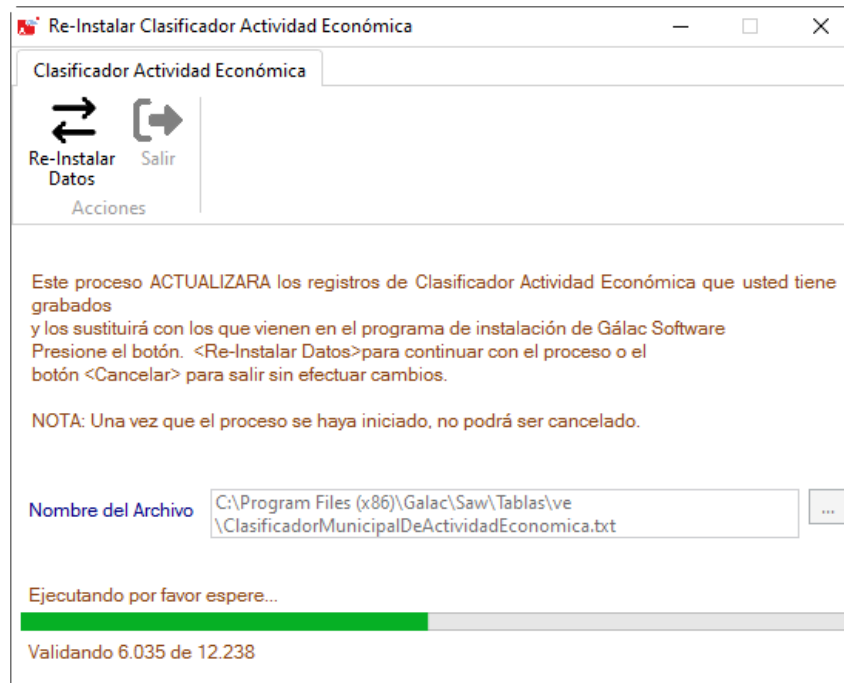 Re-Instalar Clasificador Actividad Económica
Clasificador Actividad Económica
Re-Instalar
Datos
Salir
Acciones
Este proceso ACTUALIZARA los registros de Clasificador Actividad Económica que usted tiene
grabados
y los sustituirá con los que vienen en el programa de instalación de Gálac Software
Presione el botón.  <Re-Instalar Datos>para continuar con el proceso o el
botón <Cancelar> para salir sin efectuar cambios.
NOTA: Una vez que el proceso se haya iniciado, no podrá ser cancelado.
Nombre del Archivo
C:\Program Files (x86)\Galac\Saw\Tablas\ve
\ClasificadorMunicipalDeActividadEconomica.txt
...
Ejecutando por favor espere...
Validando 6.035 de 12.238